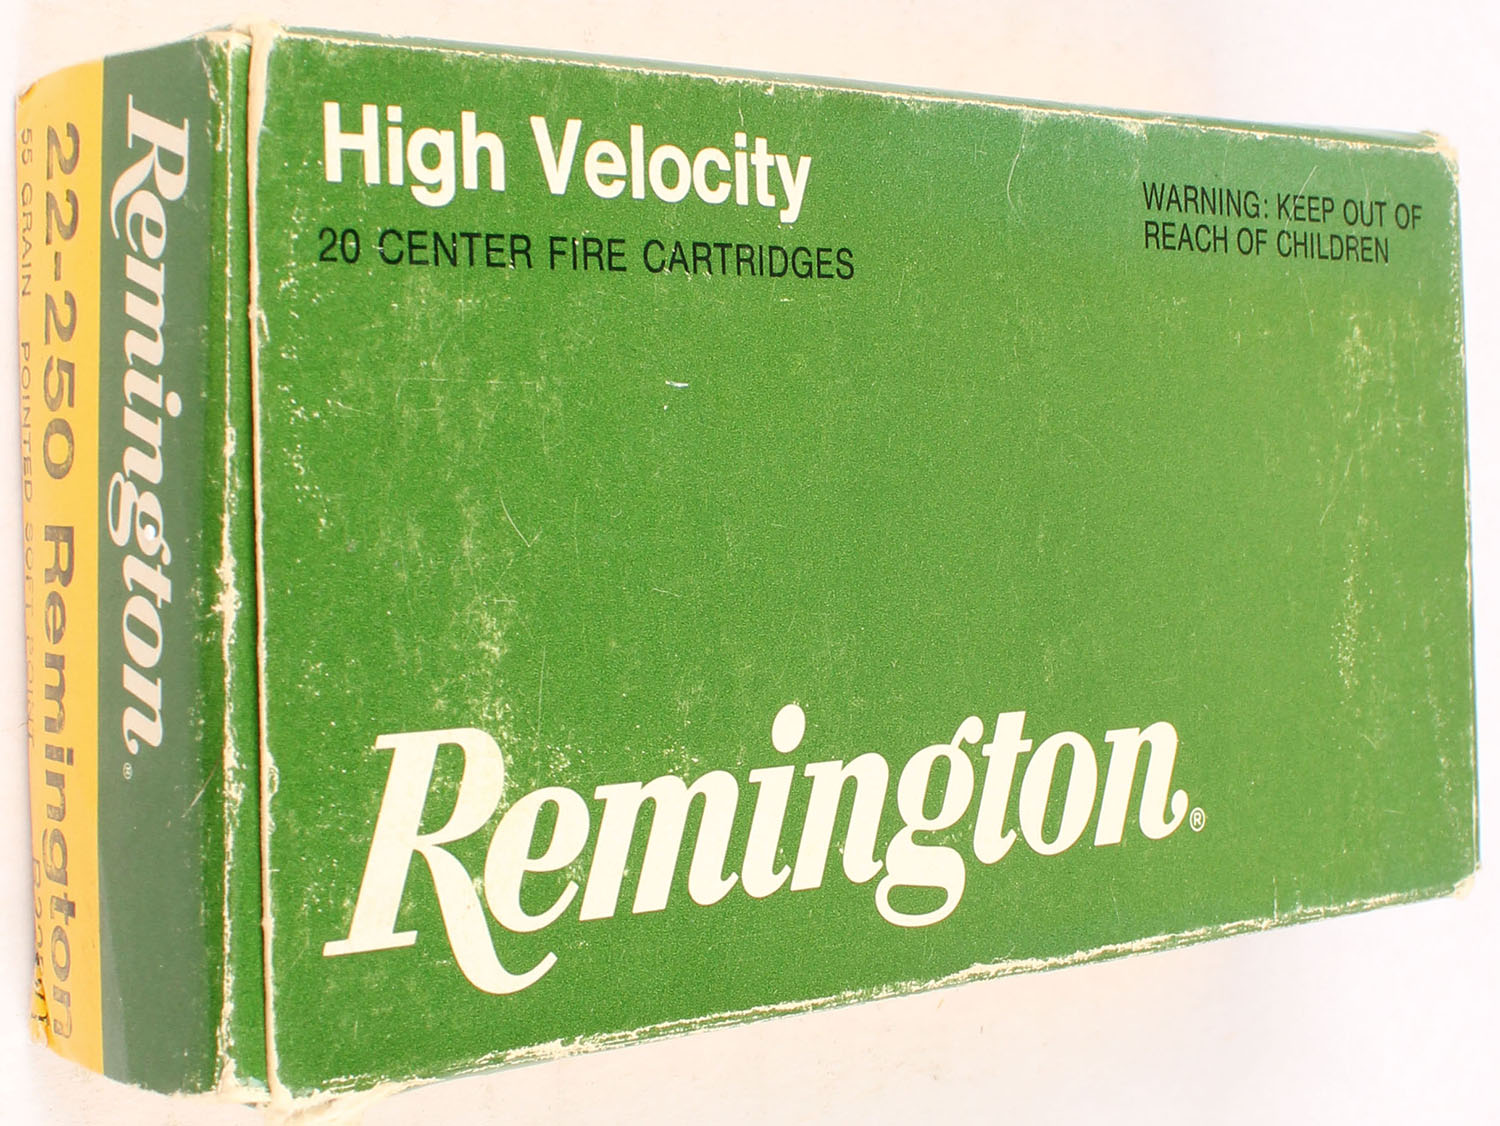 High Velocity
20 CENTER FIRE CARTRIDGES
WARNING: KEEP OUT OF
REACH OF CHILDREN
Remington®
Remington®
22-250 Remington
55 GRAIN POINTED SOFT POINT